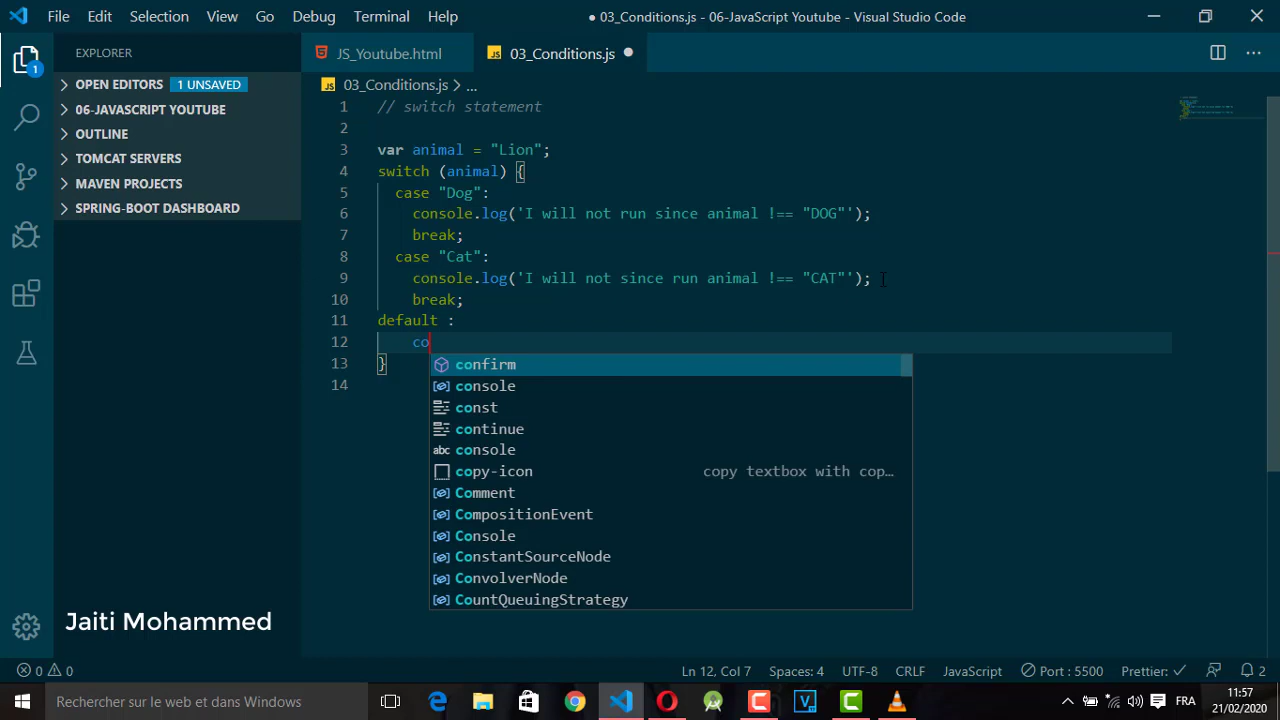 File Edit Selection View Go Debug Terminal Help
● 03_Conditions.js - 06-JavaScript Youtube - Visual Studio Code
EXPLORER
OPEN EDITORS 1 UNSAVED
06-JAVASCRIPT YOUTUBE
OUTLINE
TOMCAT SERVERS
MAVEN PROJECTS
SPRING-BOOT DASHBOARD
1
JS_Youtube.html
JS 03_Conditions.js ●
JS 03_Conditions.js > ...
1 // switch statement
2
3 var animal = "Lion";
4 switch (animal) {
5 case "Dog":
6 console.log('I will not run since animal !== "DOG"');
7 break;
8 case "Cat":
9 console.log('I will not since run animal !== "CAT"');
10 break;
11 default :
12 co
13 }
14
confirm
console
const
continue
abc console
copy-icon copy textbox with cop…
Comment
CompositionEvent
Console
ConstantSourceNode
ConvolverNode
CountQueuingStrategy
Jaiti Mohammed
0 0
Ln 12, Col 7 Spaces: 4 UTF-8 CRLF JavaScript Port : 5500 Prettier: ✓ 2
Rechercher ici et dans Windows
FRA
11:57
21/02/2020